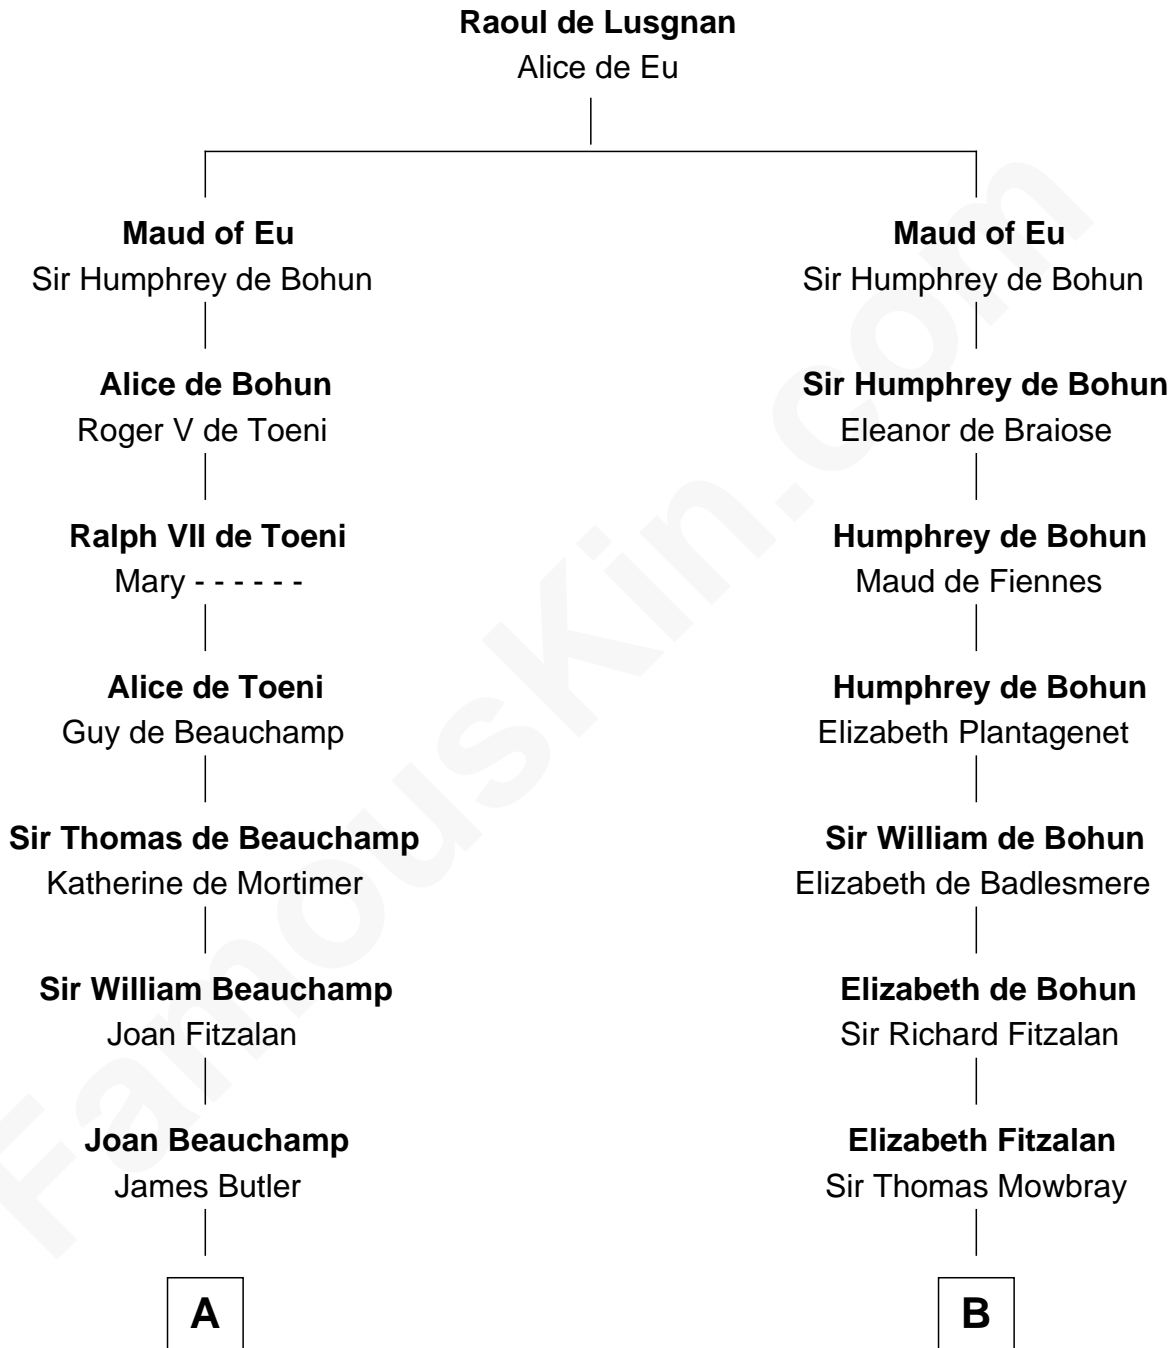 Raoul de Lusgnan
Alice de Eu
Maud of Eu
Sir Humphrey de Bohun
Maud of Eu
Sir Humphrey de Bohun
Alice de Bohun
Roger V de Toeni
Sir Humphrey de Bohun
Eleanor de Braiose
Ralph VII de Toeni
Mary - - - - - -
Humphrey de Bohun
Maud de Fiennes
Alice de Toeni
Guy de Beauchamp
Humphrey de Bohun
Elizabeth Plantagenet
Sir Thomas de Beauchamp
Katherine de Mortimer
Sir William de Bohun
Elizabeth de Badlesmere
Sir William Beauchamp
Joan Fitzalan
Elizabeth de Bohun
Sir Richard Fitzalan
Joan Beauchamp
James Butler
Elizabeth Fitzalan
Sir Thomas Mowbray
A
B
FamousKin.com